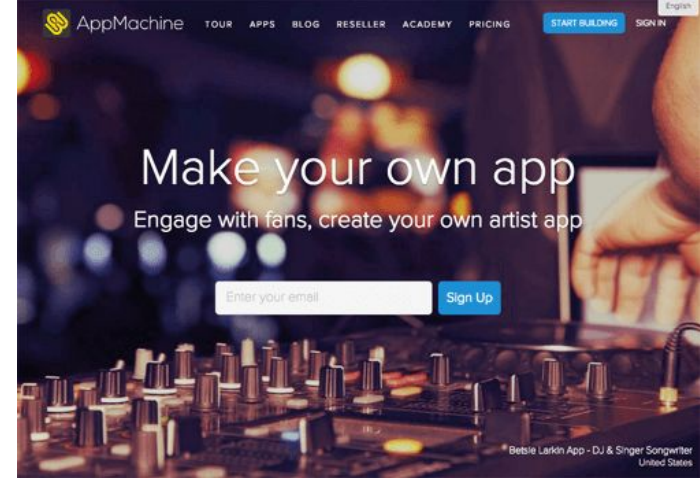 English
AppMachine TOUR APPS BLOG RESELLER ACADEMY PRICING START BUILDING SIGN IN
Make your own app
Engage with fans, create your own artist app
Enter your email Sign Up
* Betsie Larkin App - DJ & Singer Songwriter
United States